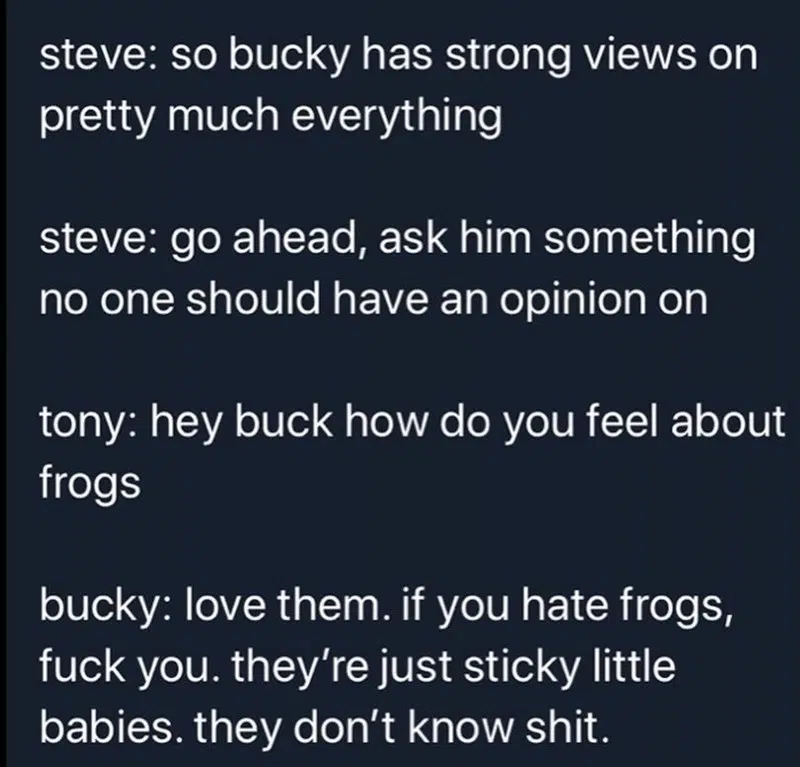 steve: so bucky has strong views on
pretty much everything
steve: go ahead, ask him something
no one should have an opinion on
tony: hey buck how do you feel about
frogs
bucky: love them. if you hate frogs,
fuck you. they’re just sticky little
babies. they don’t know shit.